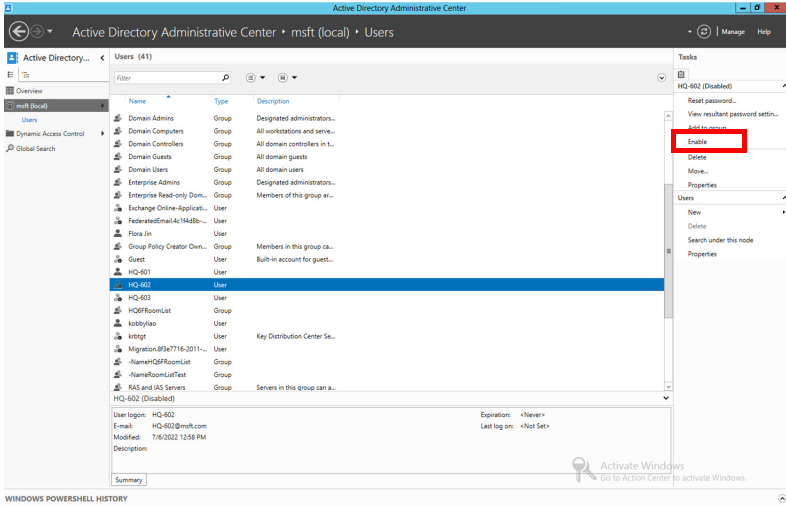 Active Directory Administrative Center
Active Directory Administrative Center • msft (local) • Users
Manage Help
Active Directory...
Overview
msft (local)
Users
Dynamic Access Control
Global Search
Users (41)
Filter
Name Type Description
Domain Admins Group Designated administrators...
Domain Computers Group All workstations and serve...
Domain Controllers Group All domain controllers in t...
Domain Guests Group All domain guests
Domain Users Group All domain users
Enterprise Admins Group Designated administrators...
Enterprise Read-only Dom... Group Members of this group ar...
Exchange Online-Applicati... User
FederatedEmail.4c1f4d8b-... User
Flora Jin User
Group Policy Creator Own... Group Members in this group ca...
Guest User Built-in account for guest...
HQ-601 User
HQ-602 User
HQ-603 User
HQ6FRoomList Group
kobbyliao User
krbtgt User Key Distribution Center Se...
Migration.8f3e7716-2011-... User
-NameHQ6FRoomList Group
-NameRoomListTest Group
RAS and IAS Servers Group Servers in this group can a...
HQ-602 (Disabled)
User logon: HQ-602
E-mail: HQ-602@msft.com
Modified: 7/6/2022 12:58 PM
Description:
Expiration: <Never>
Last log on: <Not Set>
Summary
Tasks
HQ-602 (Disabled)
Reset password...
View resultant password settin...
Add to group...
Enable
Delete
Move...
Properties
Users
New
Delete
Search under this node
Properties
Activate Windows
Go to Action Center to activate Windows.
WINDOWS POWERSHELL HISTORY